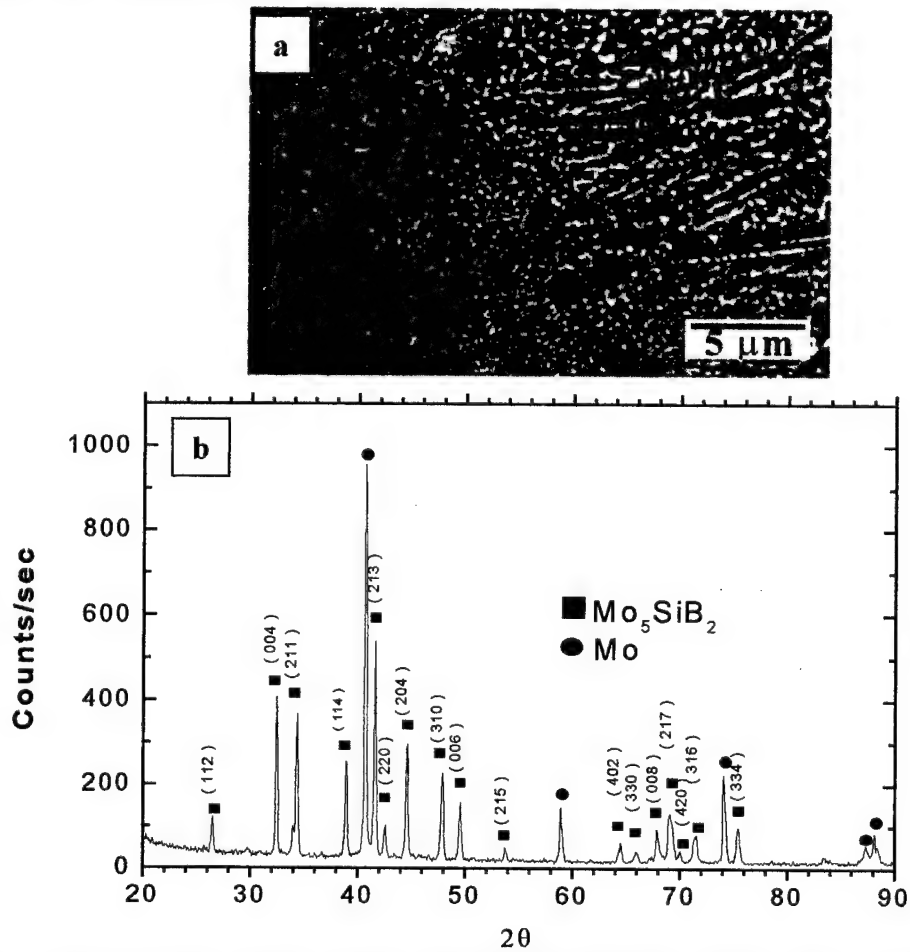 a
5 μm
b
Counts/sec
1000
800
600
400
200
0
(112)
(004)
(211)
(114)
(213)
(220)
(204)
(310)
(006)
(215)
(402)
(330)
(008)
(217)
(420)
(316)
(334)
Mo₅SiB₂
Mo
20 30 40 50 60 70 80 90
2θ